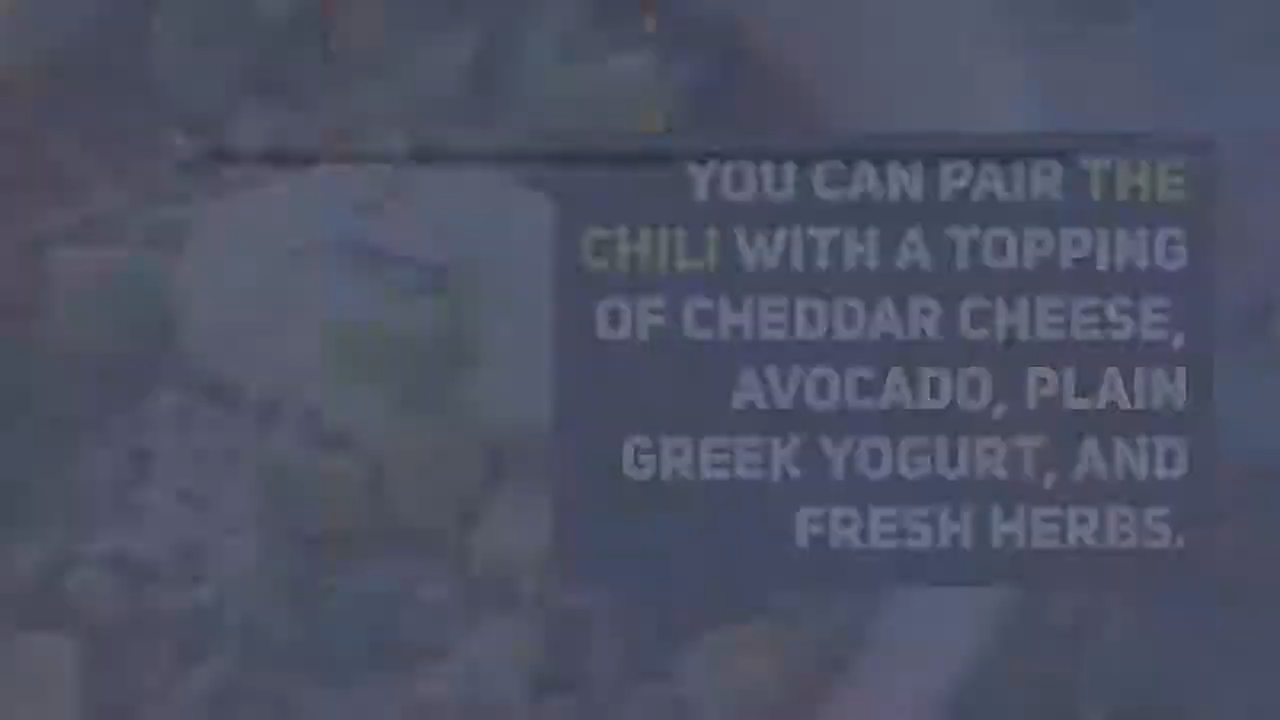 YOU CAN PAIR THE
CHILI WITH A TOPPING
OF CHEDDAR CHEESE,
AVOCADO, PLAIN
GREEK YOGURT, AND
FRESH HERBS.